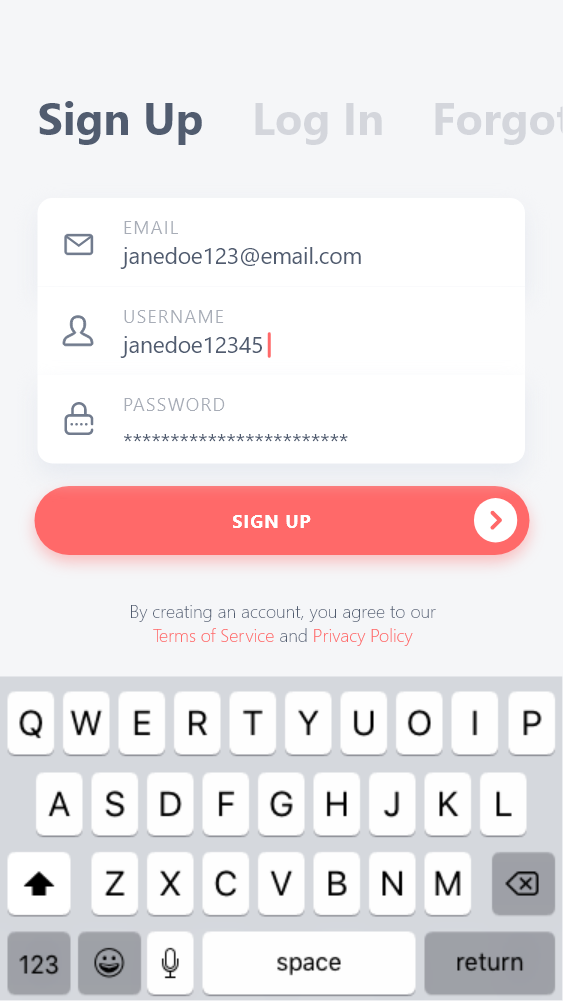 Sign Up Log In Forgot
EMAIL
janedoe123@email.com
USERNAME
janedoe12345
PASSWORD
************************
SIGN UP
By creating an account, you agree to our
Terms of Service and Privacy Policy
Q W E R T Y U O I P
A S D F G H J K L
Z X C V B N M
123 space return